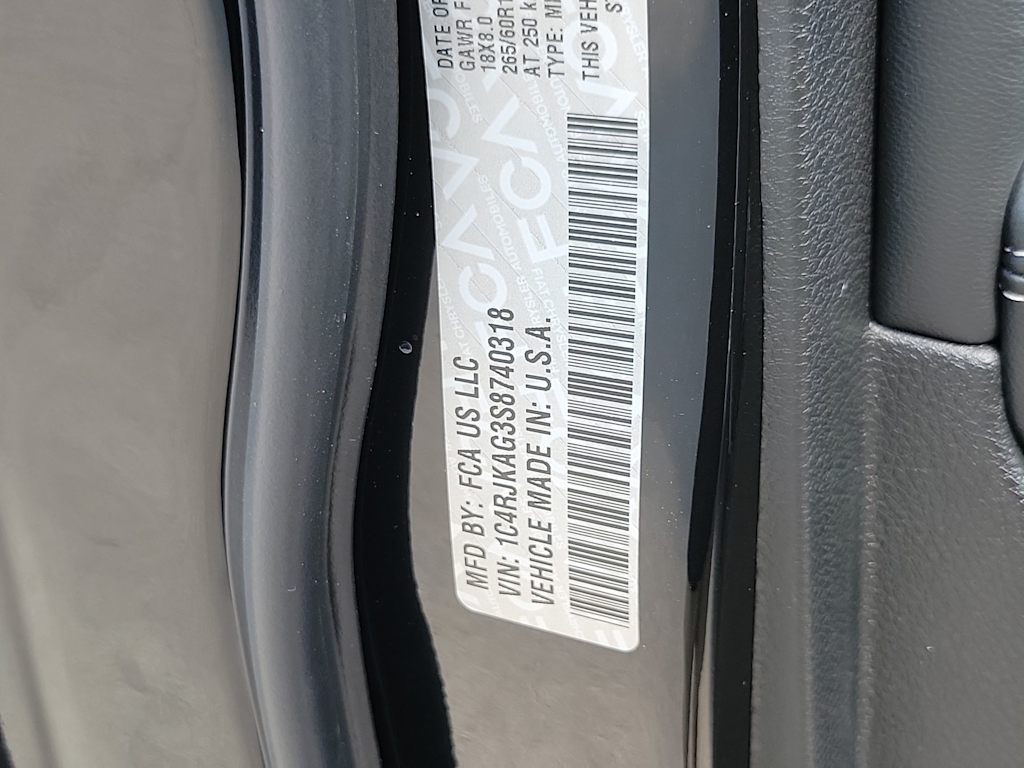 MFD BY: FCA US LLC
DATE OF
VIN: 1C4RJKAG3S8740318
GAWR F
18X8.0
VEHICLE MADE IN: U.S.A.
265/60R1
AT 250 k
TYPE: M
THIS VEH